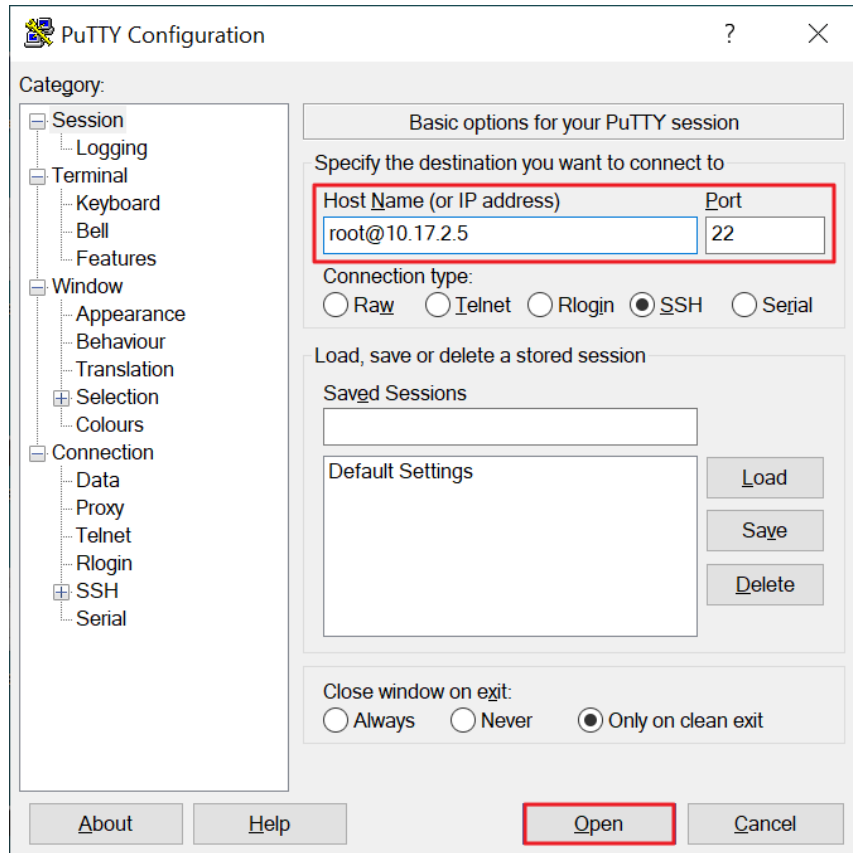 PuTTY Configuration
?
Category:
Session
Logging
Terminal
Keyboard
Bell
Features
Window
Appearance
Behaviour
Translation
Selection
Colours
Connection
Data
Proxy
Telnet
Rlogin
SSH
Serial
Basic options for your PuTTY session
Specify the destination you want to connect to
Host Name (or IP address) Port
root@10.17.2.5 22
Connection type:
Raw Telnet Rlogin SSH Serial
Load, save or delete a stored session
Saved Sessions
Default Settings
Load
Save
Delete
Close window on exit:
Always Never Only on clean exit
About Help Open Cancel